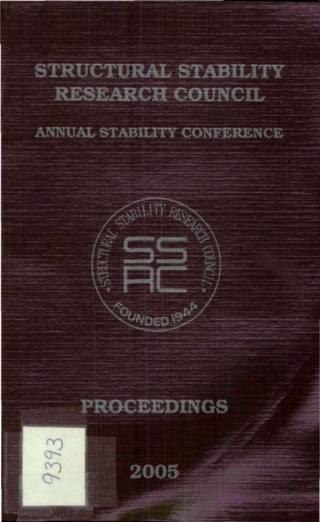 STRUCTURAL STABILITY
RESEARCH COUNCIL
ANNUAL STABILITY CONFERENCE
STRUCTURAL STABILITY RESEARCH COUNCIL
SS
RC
FOUNDED 1944
PROCEEDINGS
9393
2005